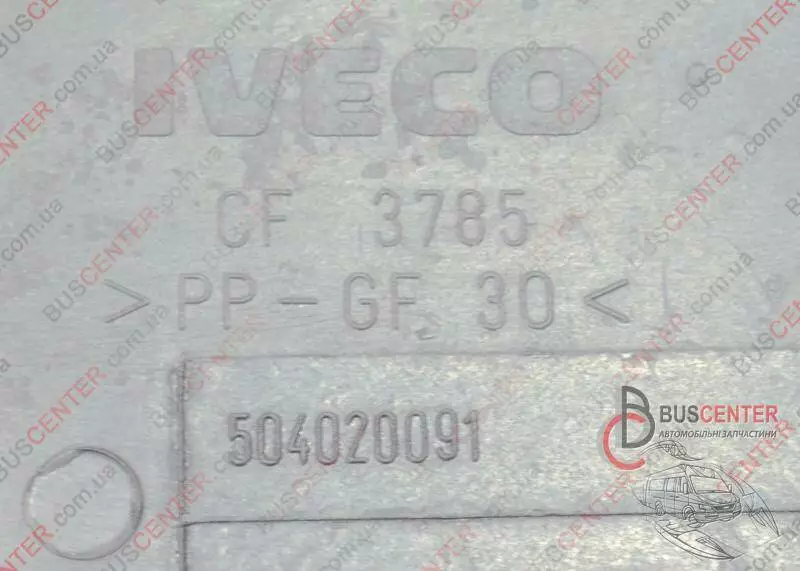 IVECO
CF 3785
>PP-GF 30<
504020091
BUSCENTER
АВТОМОБІЛЬНІ ЗАПЧАСТИНИ
BUSCENTER.com.ua